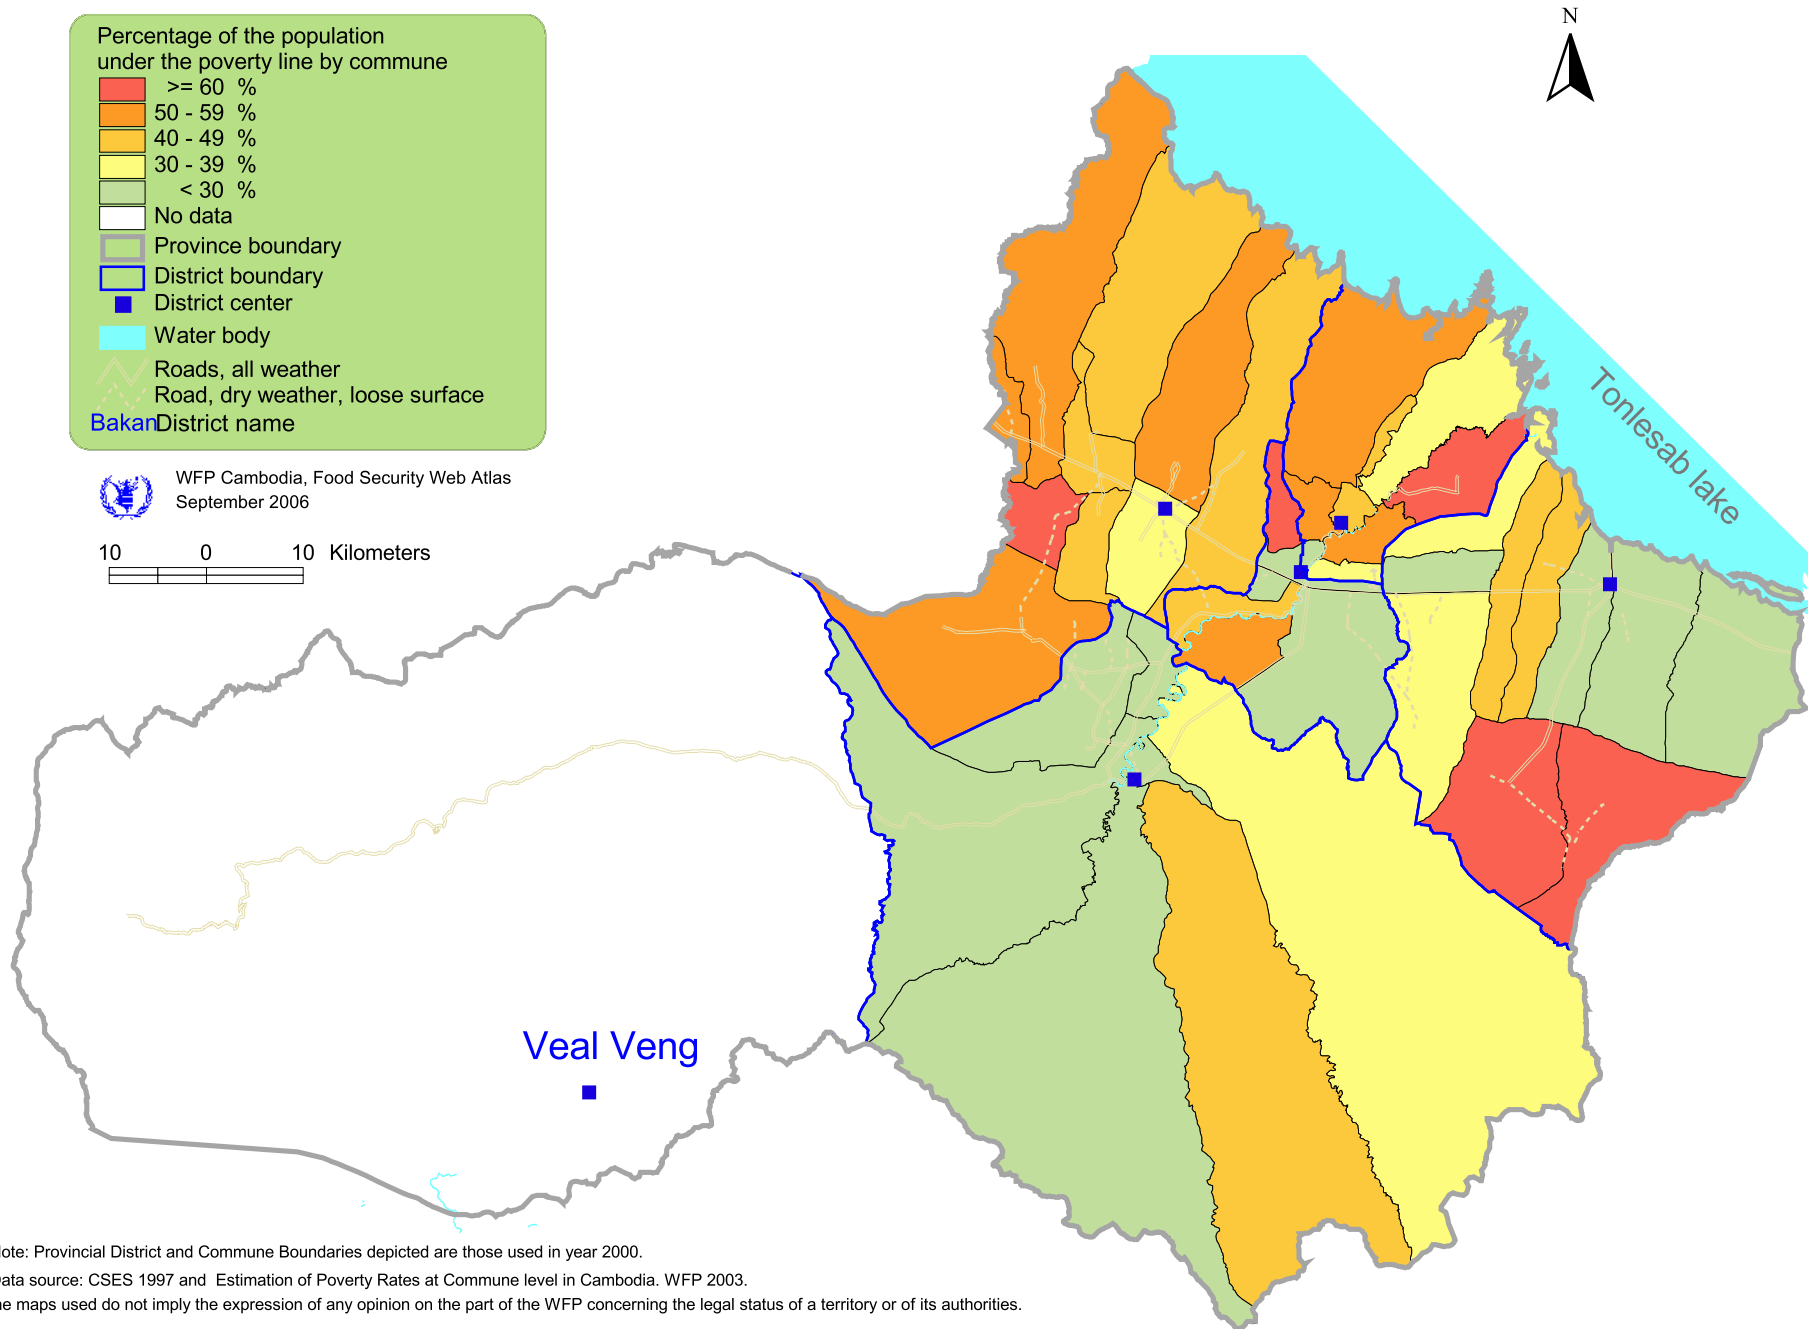 Percentage of the population
under the poverty line by commune
>= 60 %
50 - 59 %
40 - 49 %
30 - 39 %
< 30 %
No data
Province boundary
District boundary
District center
Water body
Roads, all weather
Road, dry weather, loose surface
Bakan District name
WFP Cambodia, Food Security Web Atlas
September 2006
10 0 10 Kilometers
N
Tonlesab lake
Veal Veng
ote: Provincial District and Commune Boundaries depicted are those used in year 2000.
ata source: CSES 1997 and Estimation of Poverty Rates at Commune level in Cambodia. WFP 2003.
e maps used do not imply the expression of any opinion on the part of the WFP concerning the legal status of a territory or of its authorities.